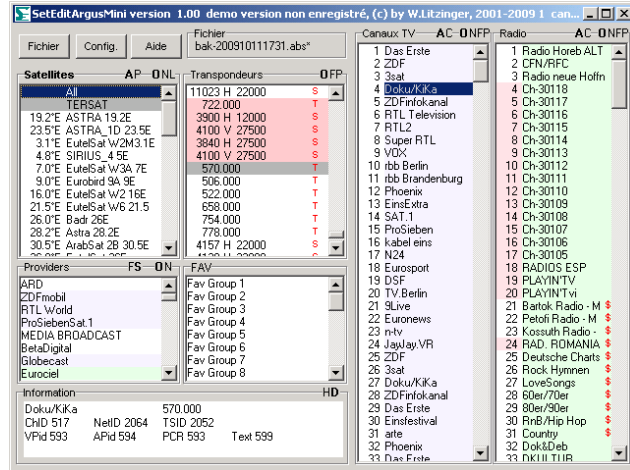 SetEditArgusMini version 1.00 demo version non enregistré, (c) by W.Litzinger, 2001-2009 1 can...
Fichier
Config.
Aide
Fichier
bak-200910111731.abs*
Satellites AP ONL
All
TERSAT
19.2°E ASTRA 19.2E
23.5°E ASTRA_1D 23.5E
3.1°E EutelSat W2M3.1E
4.8°E SIRIUS_4 5E
7.0°E EutelSat W3A 7E
9.0°E Eurobird 9A 9E
16.0°E EutelSat W2 16E
21.5°E EutelSat W6 21.5
26.0°E Badr 26E
28.2°E Astra 28.2E
30.5°E ArabSat 2B 30.5E
Transpondeurs OFP
11023 H 22000 S
722.000 T
3900 H 12000 S
4100 V 27500 S
3840 H 27500 S
4100 V 27500 S
570.000 T
506.000 T
522.000 T
658.000 T
754.000 T
778.000 T
4157 H 22000 S
Providers FS ON
ARD
ZDFmobil
RTL World
ProSiebenSat.1
MEDIA BROADCAST
BetaDigital
Globecast
Eurociel
FAV
Fav Group 1
Fav Group 2
Fav Group 3
Fav Group 4
Fav Group 5
Fav Group 6
Fav Group 7
Fav Group 8
Information HD
Doku/KiKa 570.000
ChID 517 NetID 2064 TSID 2052
VPid 593 APid 594 PCR 593 Text 599
Canaux TV AC ONFP
1 Das Erste
2 ZDF
3 3sat
4 Doku/KiKa
5 ZDFinfokanal
6 RTL Television
7 RTL2
8 Super RTL
9 VOX
10 rbb Berlin
11 rbb Brandenburg
12 Phoenix
13 EinsExtra
14 SAT.1
15 ProSieben
16 kabel eins
17 N24
18 Eurosport
19 DSF
20 TV.Berlin
21 9Live
22 Euronews
23 n-tv
24 JayJay.VR
25 ZDF
26 3sat
27 Doku/KiKa
28 ZDFinfokanal
29 Das Erste
30 Einsfestival
31 arte
32 Phoenix
33 Das Erste
Radio AC ONFP
1 Radio Horeb ALT
2 CFN/RFC
3 Radio neue Hoffn
4 Ch-30118
5 Ch-30117
6 Ch-30116
7 Ch-30115
8 Ch-30114
9 Ch-30113
10 Ch-30112
11 Ch-30111
12 Ch-30110
13 Ch-30109
14 Ch-30108
15 Ch-30107
16 Ch-30106
17 Ch-30105
18 RADIOS ESP
19 PLAYIN'TV
20 PLAYIN'TVi
21 Bartok Radio - M $
22 Petofi Radio - M $
23 Kossuth Radio - $
24 RAD. ROMANIA $
25 Deutsche Charts $
26 Rock Hymnen $
27 LoveSongs $
28 60er/70er $
29 80er/90er $
30 RnB/Hip Hop $
31 Country $
32 Dok&Deb
33 DKULTUR